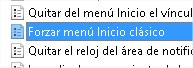 Quitar del menú Inicio el víncul
Forzar menú Inicio clásico
Quitar el reloj del área de notific